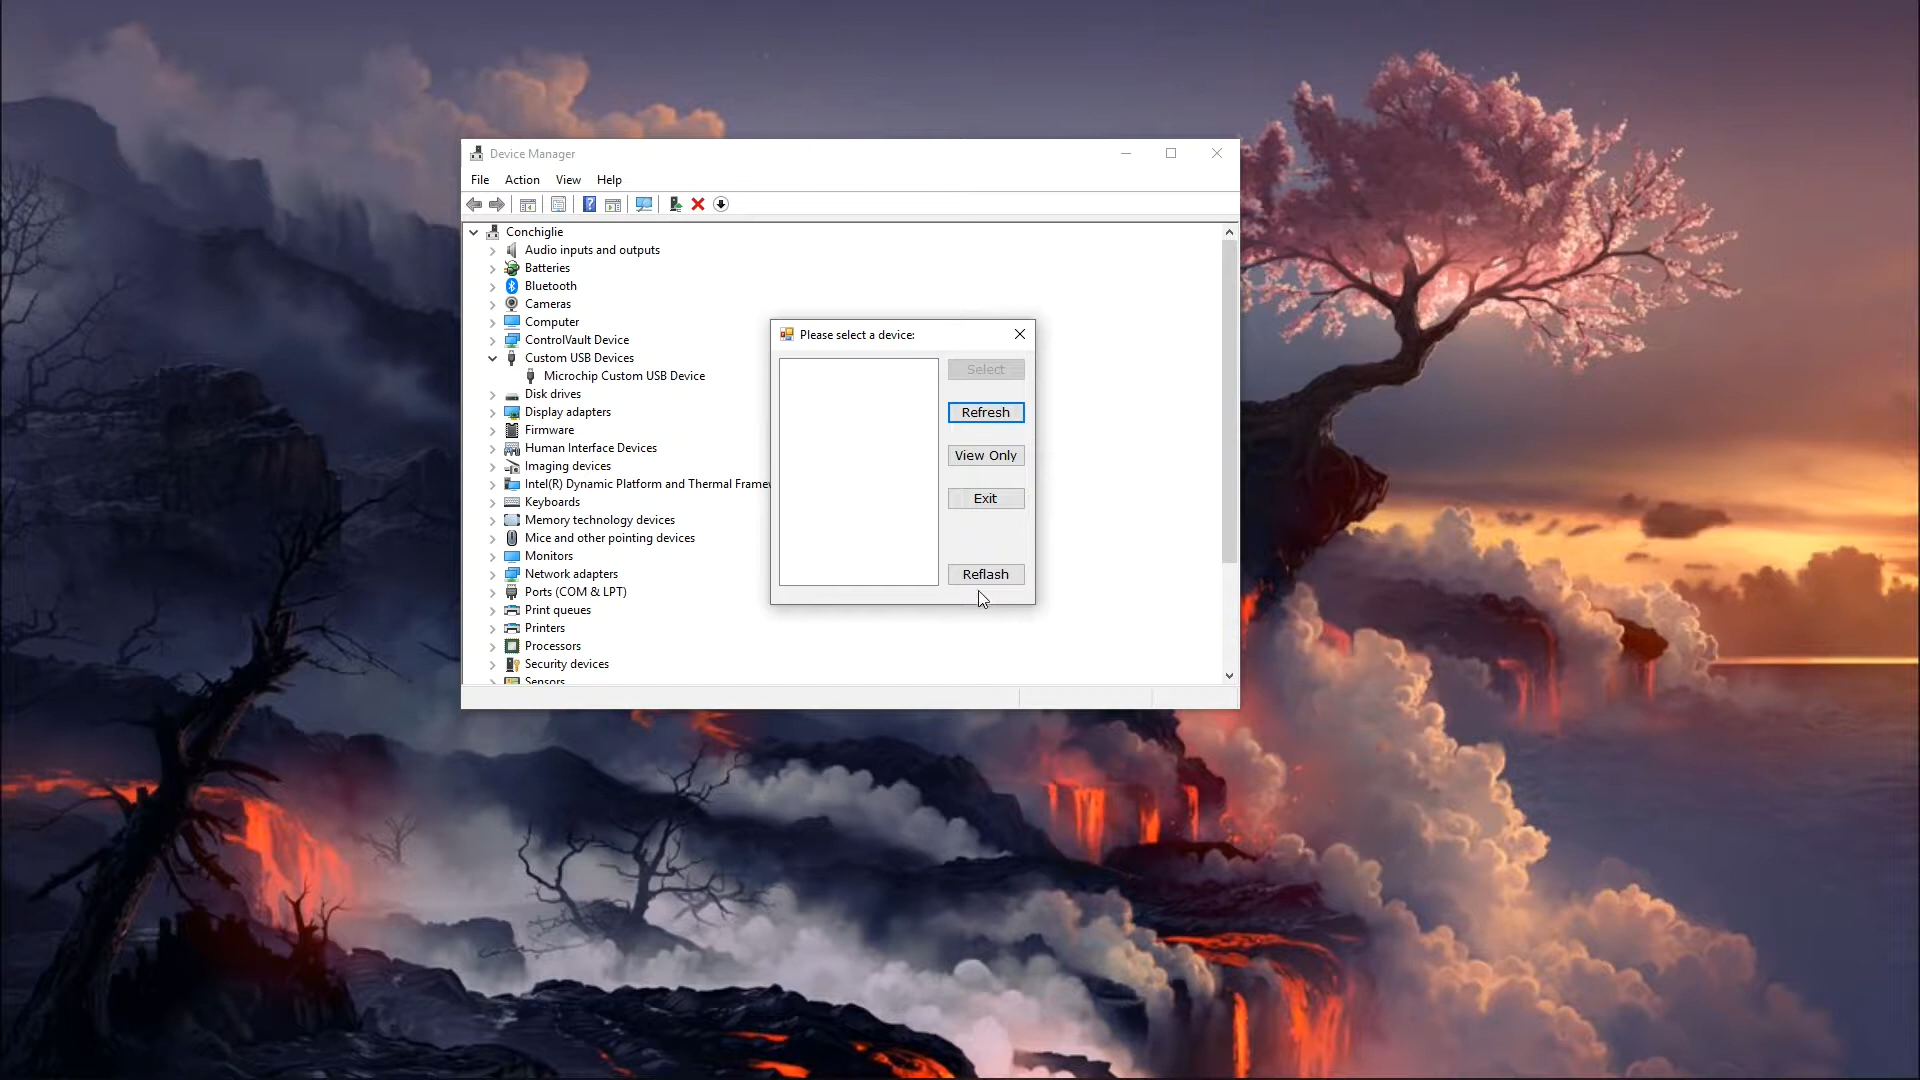 Device Manager
File Action View Help
Conchiglie
Audio inputs and outputs
Batteries
Bluetooth
Cameras
Computer
ControlVault Device
Custom USB Devices
Microchip Custom USB Device
Disk drives
Display adapters
Firmware
Human Interface Devices
Imaging devices
Intel(R) Dynamic Platform and Thermal
Keyboards
Memory technology devices
Mice and other pointing devices
Monitors
Network adapters
Ports (COM & LPT)
Print queues
Printers
Processors
Security devices
Sensors
Please select a device:
Select
Refresh
View Only
Exit
Reflash